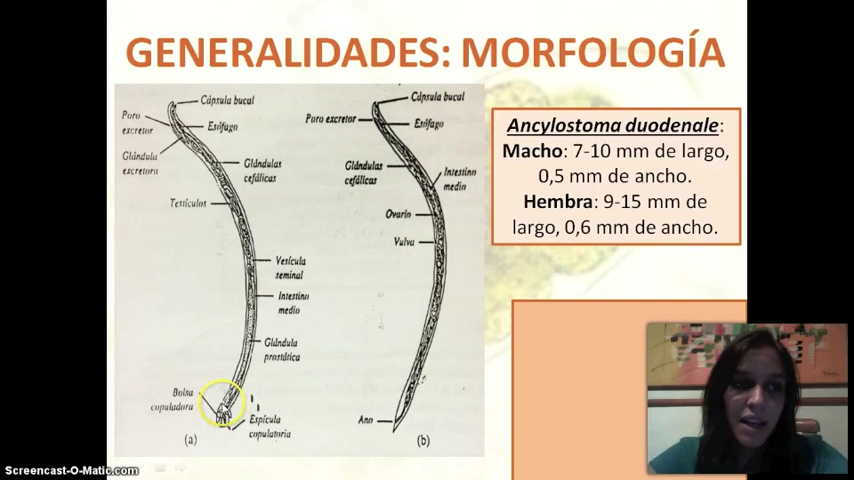 GENERALIDADES: MORFOLOGÍA
Cápsula bucal
Poro
excretor
Esófago
Glándula
excretora
Glándulas
cefálicas
Testículos
Vesícula
seminal
Intestino
medio
Glándula
prostática
Bolsa
copuladora
Espícula
copulatoria
(a)
Cápsula bucal
Poro excretor
Esófago
Glándulas
cefálicas
Intestino
medio
Ovario
Vulva
Ano
(b)
Ancylostoma duodenale:
Macho: 7-10 mm de largo,
0,5 mm de ancho.
Hembra: 9-15 mm de
largo, 0,6 mm de ancho.
Screencast-O-Matic.com